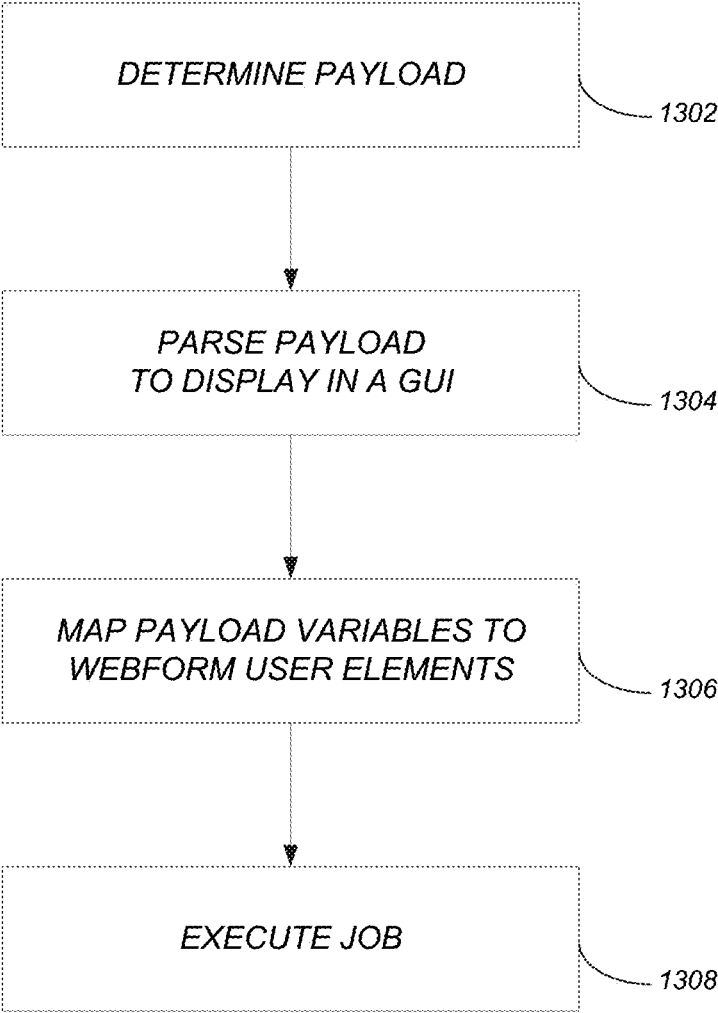 DETERMINE PAYLOAD
1302
PARSE PAYLOAD
TO DISPLAY IN A GUI
1304
MAP PAYLOAD VARIABLES TO
WEBFORM USER ELEMENTS
1306
EXECUTE JOB
1308